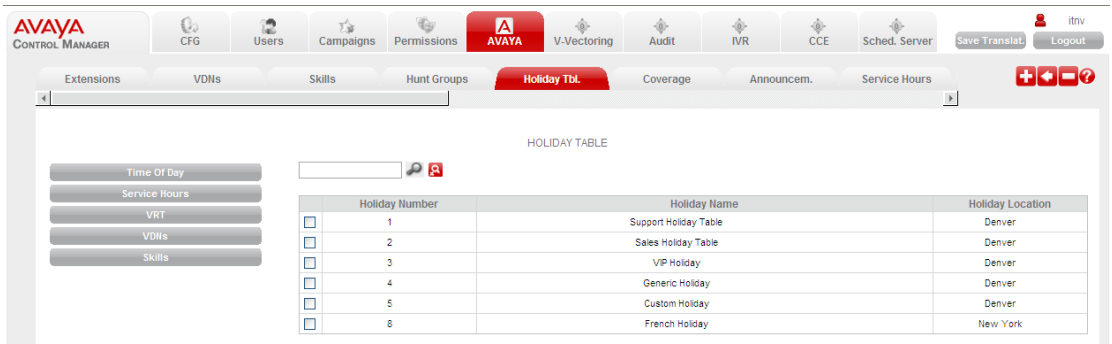 AVAYA
CONTROL MANAGER
CFG Users Campaigns Permissions AVAYA V-Vectoring Audit IVR CCE Sched. Server
itnv
Save Translat. Logout
Extensions VDNs Skills Hunt Groups Holiday Tbl. Coverage Announcem. Service Hours
HOLIDAY TABLE
Time Of Day
Service Hours
VRT
VDNs
Skills
Holiday Number Holiday Name Holiday Location
1 Support Holiday Table Denver
2 Sales Holiday Table Denver
3 VIP Holiday Denver
4 Generic Holiday Denver
5 Custom Holiday Denver
8 French Holiday New York